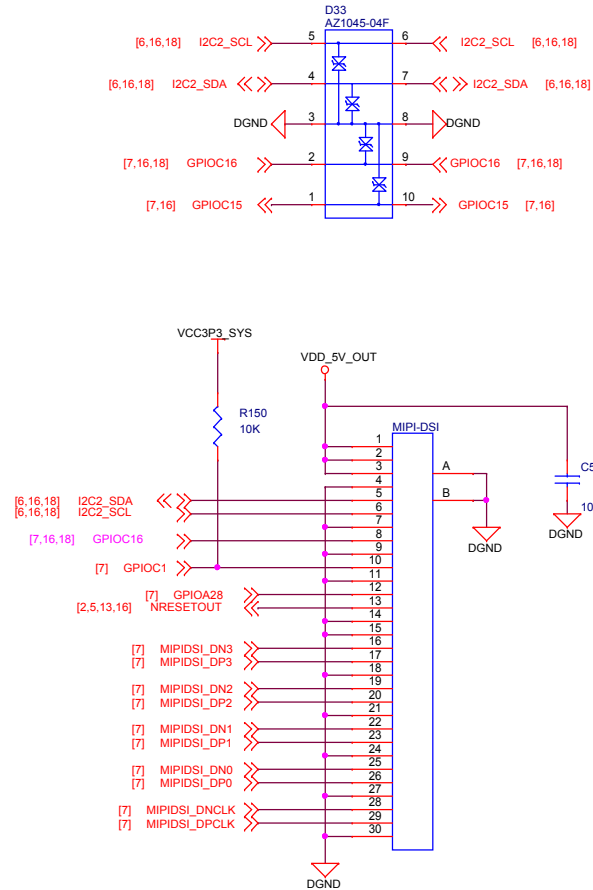 D33
AZ1045-04F
[6,16,18] I2C2_SCL 5 6 I2C2_SCL [6,16,18]
[6,16,18] I2C2_SDA 4 7 I2C2_SDA [6,16,18]
DGND 3 8 DGND
[7,16,18] GPIOC16 2 9 GPIOC16 [7,16,18]
[7,16] GPIOC15 1 10 GPIOC15 [7,16]
VCC3P3_SYS
VDD_5V_OUT
R150
10K
MIPI-DSI
1
2
3 A
4
[6,16,18] I2C2_SDA 5 B
[6,16,18] I2C2_SCL 6
7
[7,16,18] GPIOC16 8
9
[7] GPIOC1 10
11
[7] GPIOA28 12
[2,5,13,16] NRESETOUT 13
14
15
[7] MIPIDSI_DN3 16
[7] MIPIDSI_DP3 17
18
[7] MIPIDSI_DN2 19
[7] MIPIDSI_DP2 20
21
[7] MIPIDSI_DN1 22
[7] MIPIDSI_DP1 23
24
[7] MIPIDSI_DN0 25
[7] MIPIDSI_DP0 26
27
[7] MIPIDSI_DNCLK 28
[7] MIPIDSI_DPCLK 29
30
DGND
C5
10
DGND
DGND